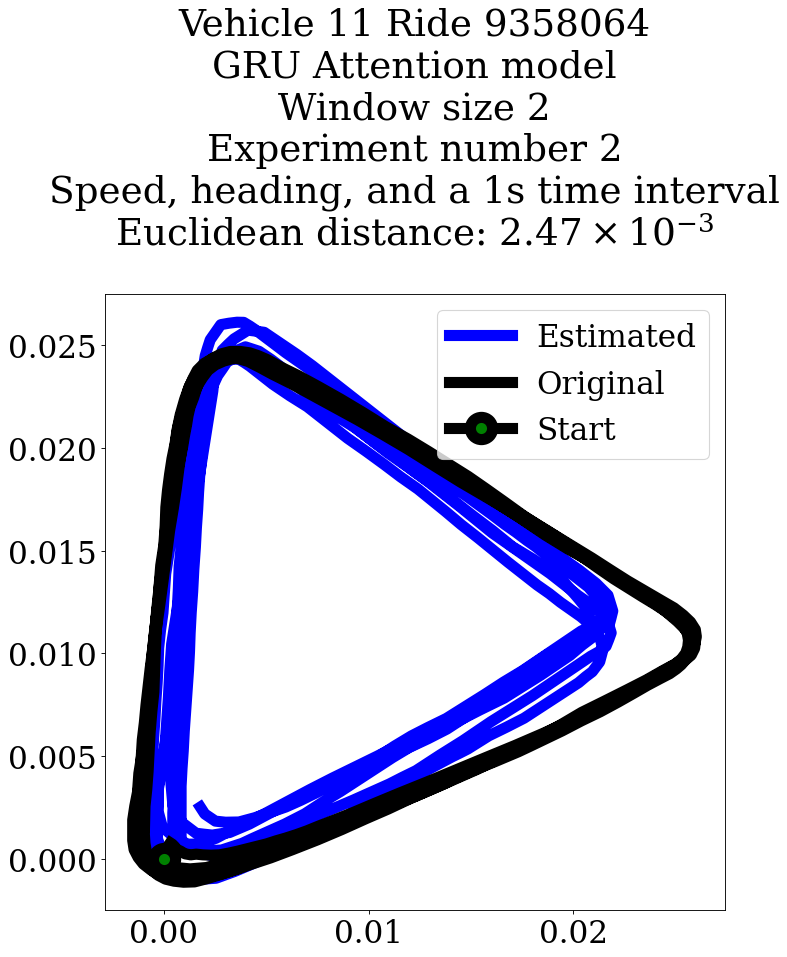 Vehicle 11 Ride 9358064
GRU Attention model
Window size 2
Experiment number 2
Speed, heading, and a 1s time interval
Euclidean distance: 2.47 × 10⁻³
Estimated
Original
Start
0.025
0.020
0.015
0.010
0.005
0.000
0.00 0.01 0.02